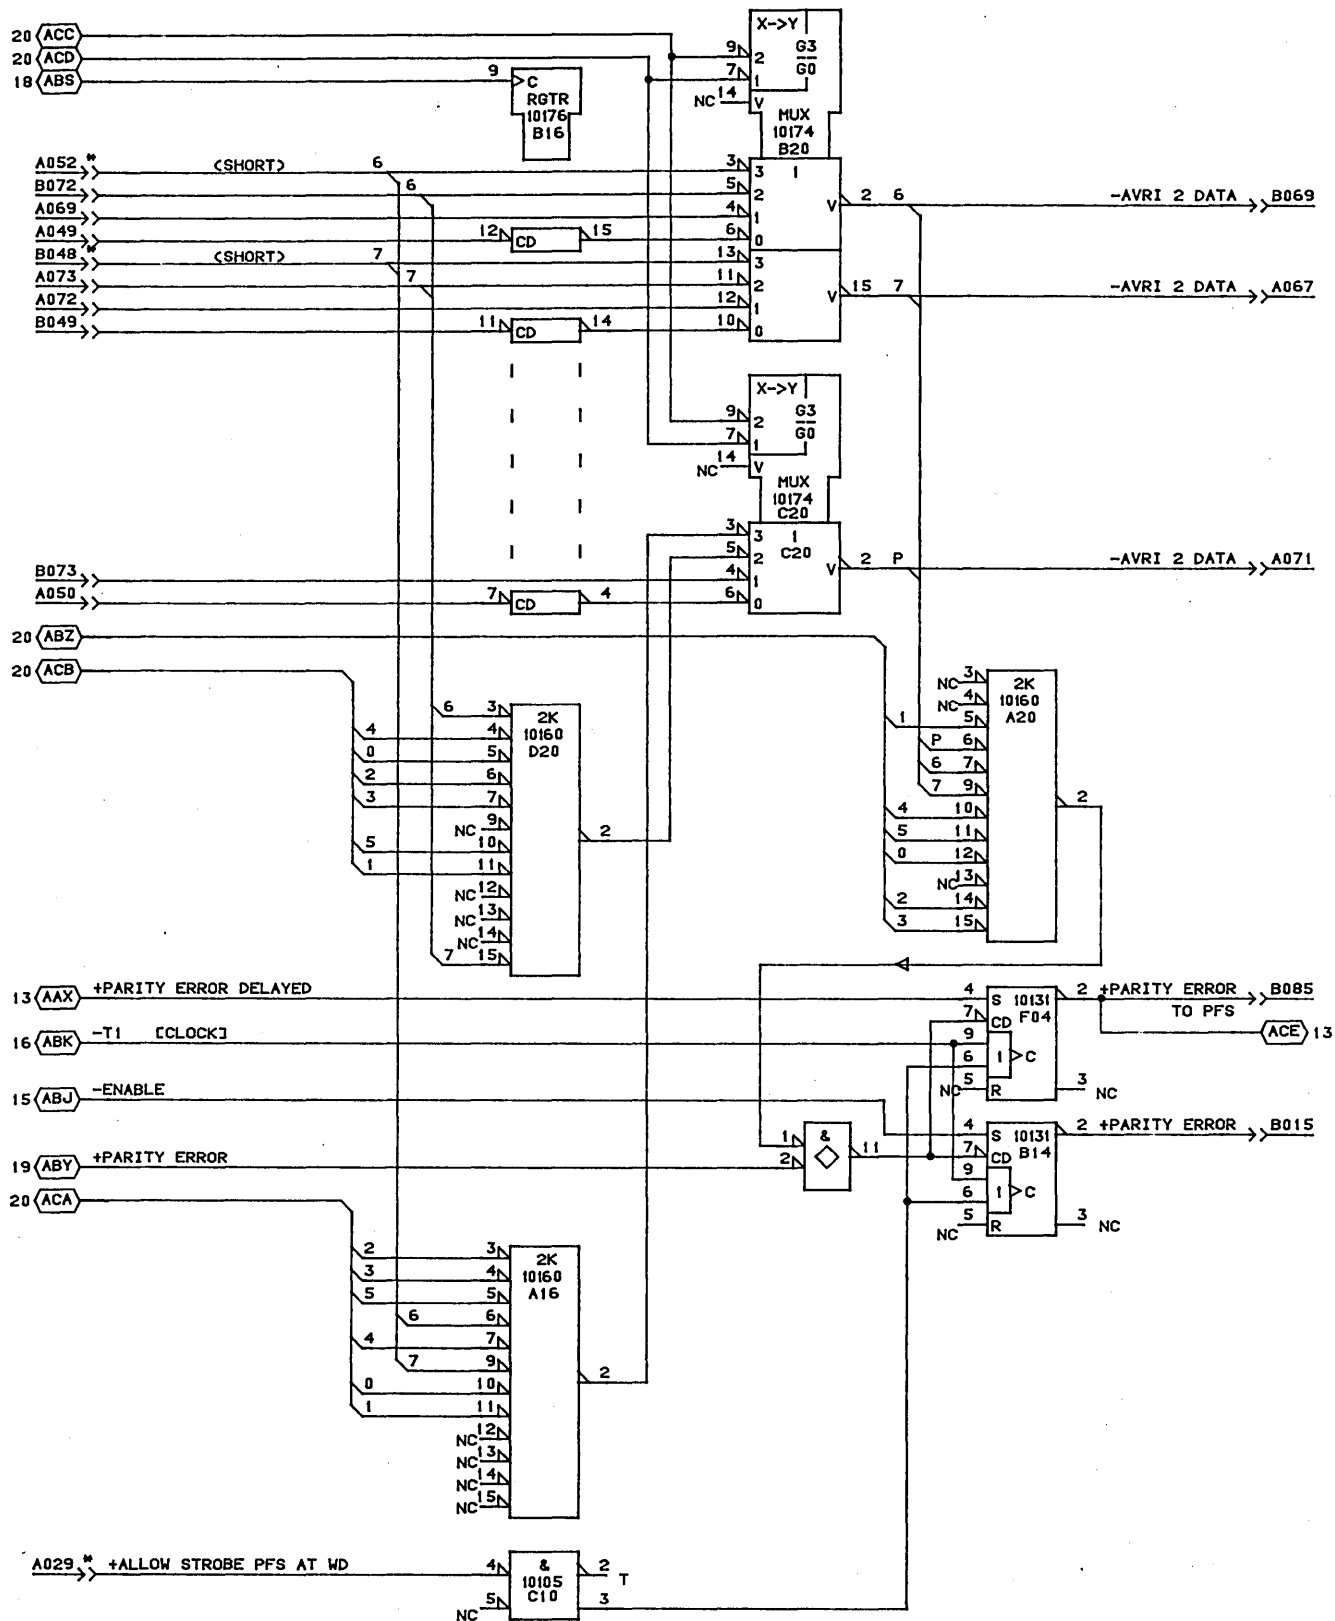 20 ACC
20 ACD
18 ABS
9 C
RGTR
10176
B16
X->Y
G3
G0
9 2
7 1
NC 14 V
MUX
10174
B20
A052 * (SHORT) 6 3 3 1
B072 6 5 2
A069 4 1
A049 12 CD 15 6 0
V 2 6 -AVRI 2 DATA B069
B048 * (SHORT) 7 13 3
A073 7 11 2
A072 12 1
B049 11 CD 14 10 0
V 15 7 -AVRI 2 DATA A067
X->Y
G3
G0
9 2
7 1
NC 14 V
MUX
10174
C20
3 3 1
5 2 C20
B073 4 1
A050 7 CD 4 6 0
V 2 P -AVRI 2 DATA A071
20 ABZ
20 ACB
6 3 2K
4 4 10160
0 5 D20
2 6
3 7
NC 9
5 10
1 11
NC 12
NC 13
NC 14
7 15
2
NC 3 2K
NC 4 10160
1 5 A20
P 6
6 7
7 9
4 10
5 11
0 12
NC 13
2 14
3 15
2
13 AAX +PARITY ERROR DELAYED
16 ABK -T1 [CLOCK]
15 ABJ -ENABLE
19 ABY +PARITY ERROR
20 ACA
4 S 10131
7 CD F04
9
6 1 C
NC 5 R
2 +PARITY ERROR B085
TO PFS
ACE 13
3 NC
1 &
2
11
4 S 10131
7 CD B14
9
6 1 C
NC 5 R
2 +PARITY ERROR B015
3 NC
2 3 2K
3 4 10160
5 5 A16
6 6
4 7
7 9
0 10
1 11
NC 12
NC 13
NC 14
NC 15
2
A029 * +ALLOW STROBE PFS AT WD 4 & 2 T
10105
NC 5 C10 3